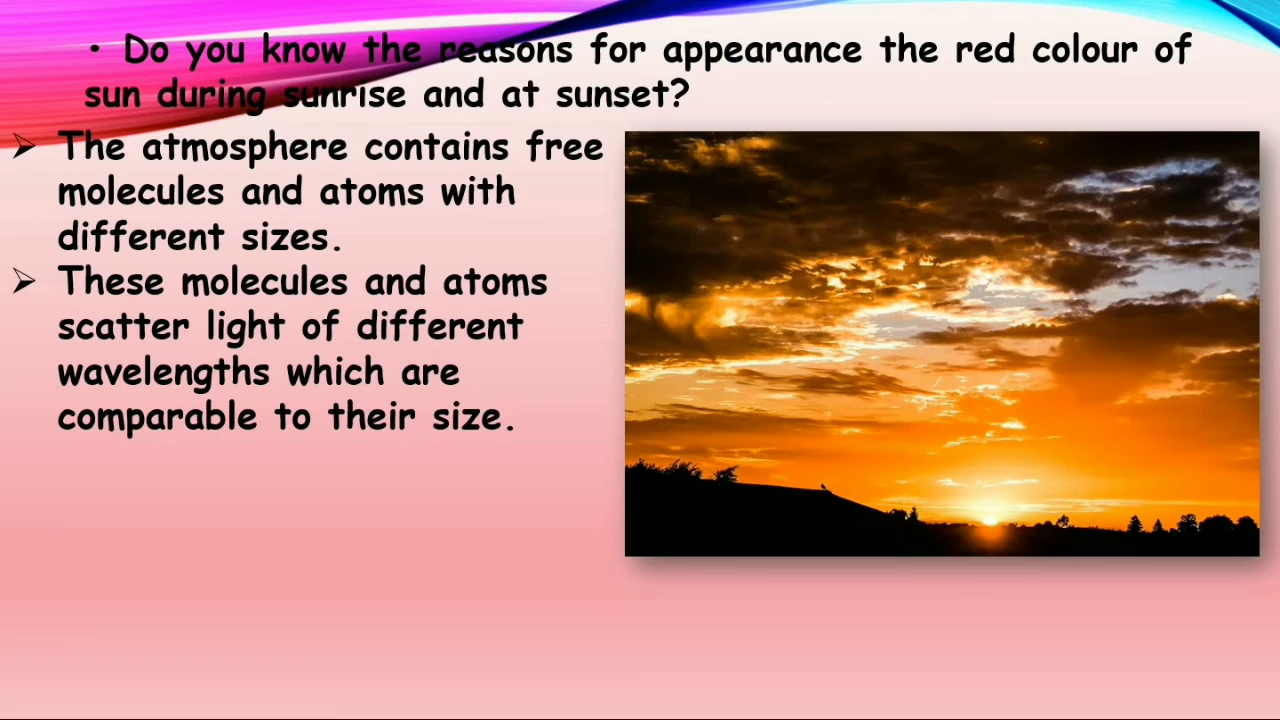 • Do you know the reasons for appearance the red colour of
sun during sunrise and at sunset?
➢ The atmosphere contains free
molecules and atoms with
different sizes.
➢ These molecules and atoms
scatter light of different
wavelengths which are
comparable to their size.